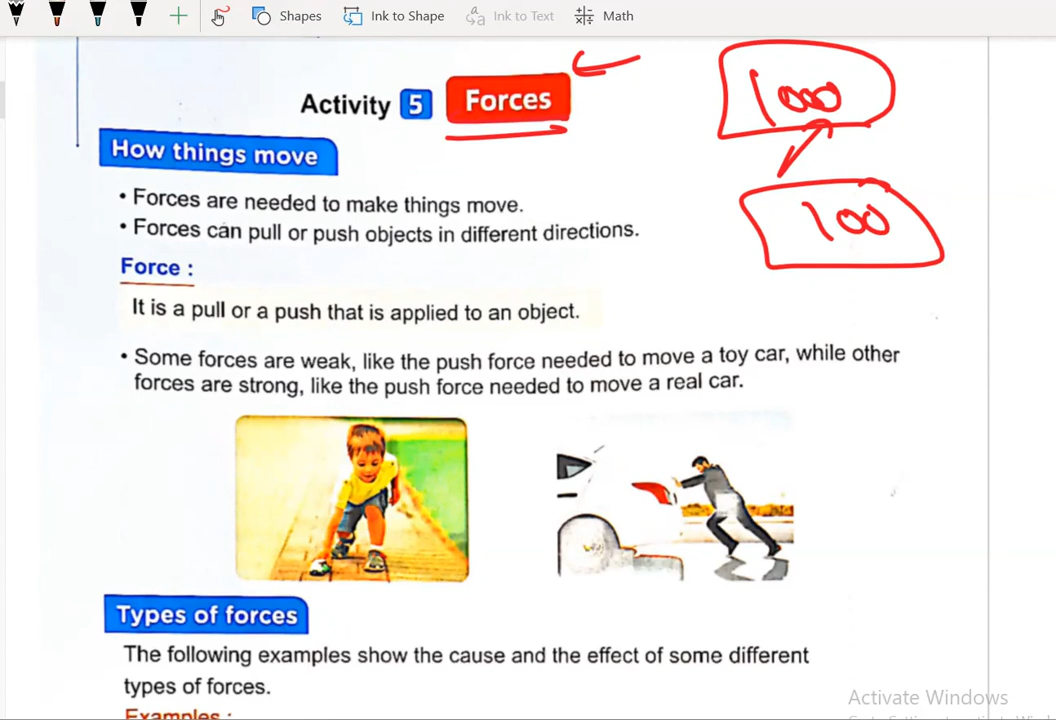 Shapes Ink to Shape Ink to Text Math
Activity 5 Forces
1000
How things move
• Forces are needed to make things move.
• Forces can pull or push objects in different directions.
100
Force :
It is a pull or a push that is applied to an object.
• Some forces are weak, like the push force needed to move a toy car, while other
forces are strong, like the push force needed to move a real car.
Types of forces
The following examples show the cause and the effect of some different
types of forces.
Examples :
Activate Windows